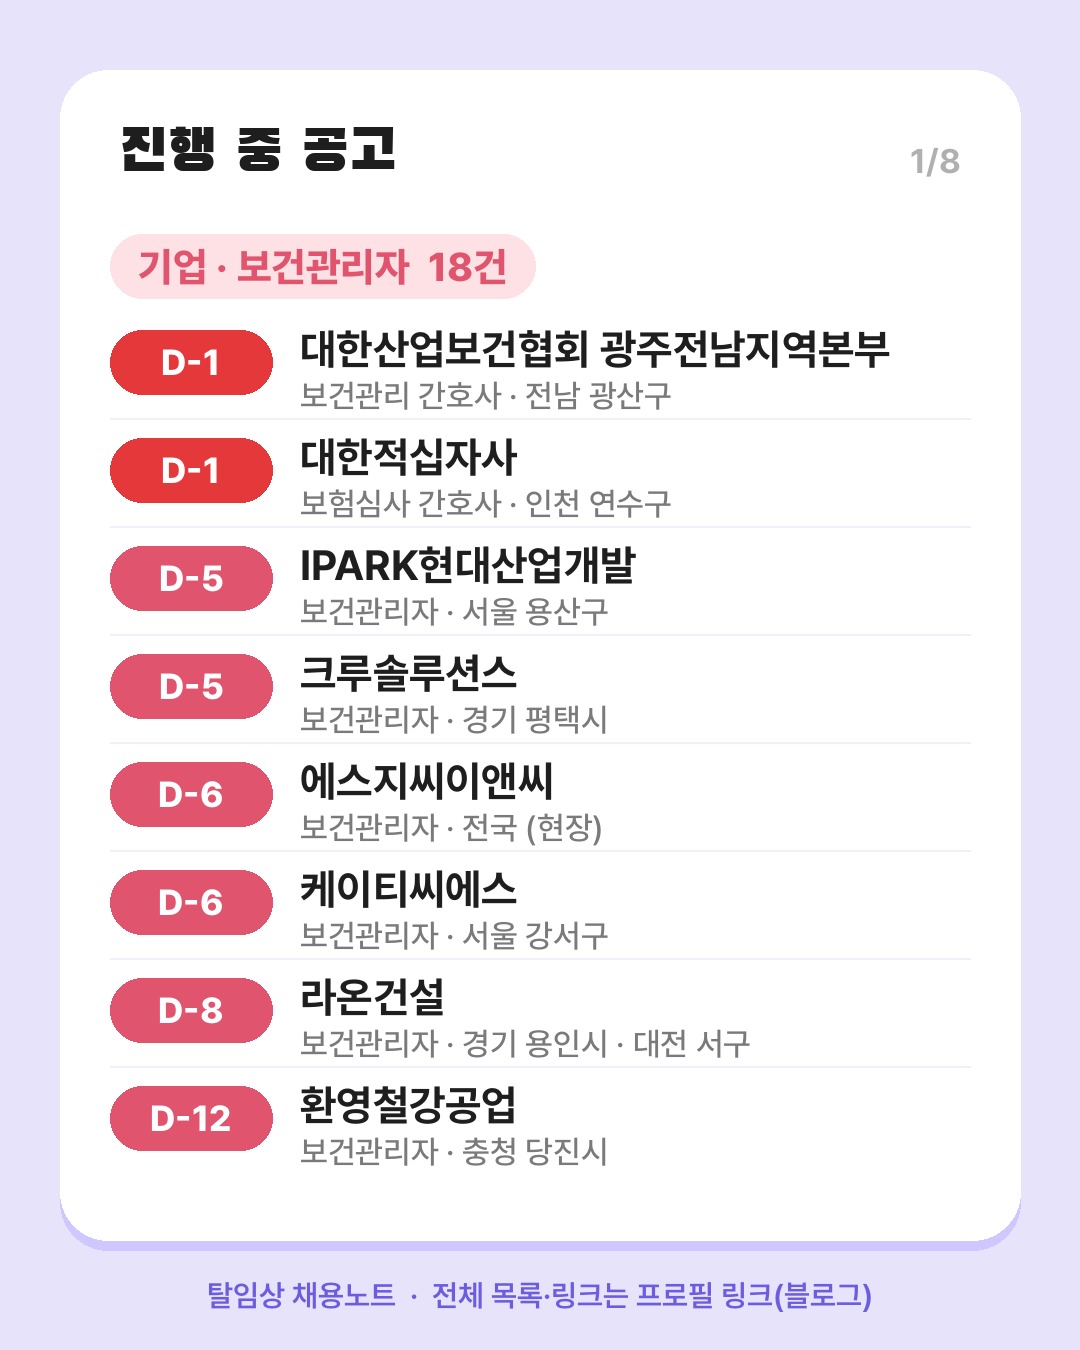 진행 중 공고
1/8
기업 · 보건관리자 18건
D-1
대한산업보건협회 광주전남지역본부
보건관리 간호사 · 전남 광산구
D-1
대한적십자사
보험심사 간호사 · 인천 연수구
D-5
IPARK현대산업개발
보건관리자 · 서울 용산구
D-5
크루솔루션스
보건관리자 · 경기 평택시
D-6
에스지씨이앤씨
보건관리자 · 전국 (현장)
D-6
케이티씨에스
보건관리자 · 서울 강서구
D-8
라온건설
보건관리자 · 경기 용인시 · 대전 서구
D-12
환영철강공업
보건관리자 · 충청 당진시
탈임상 채용노트 · 전체 목록·링크는 프로필 링크(블로그)